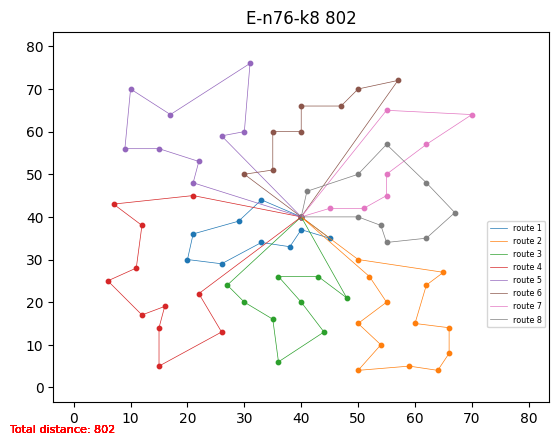 E-n76-k8 802
80
70
60
50
40
30
20
10
0
route 1
route 2
route 3
route 4
route 5
route 6
route 7
route 8
0 10 20 30 40 50 60 70 80
Total distance: 802